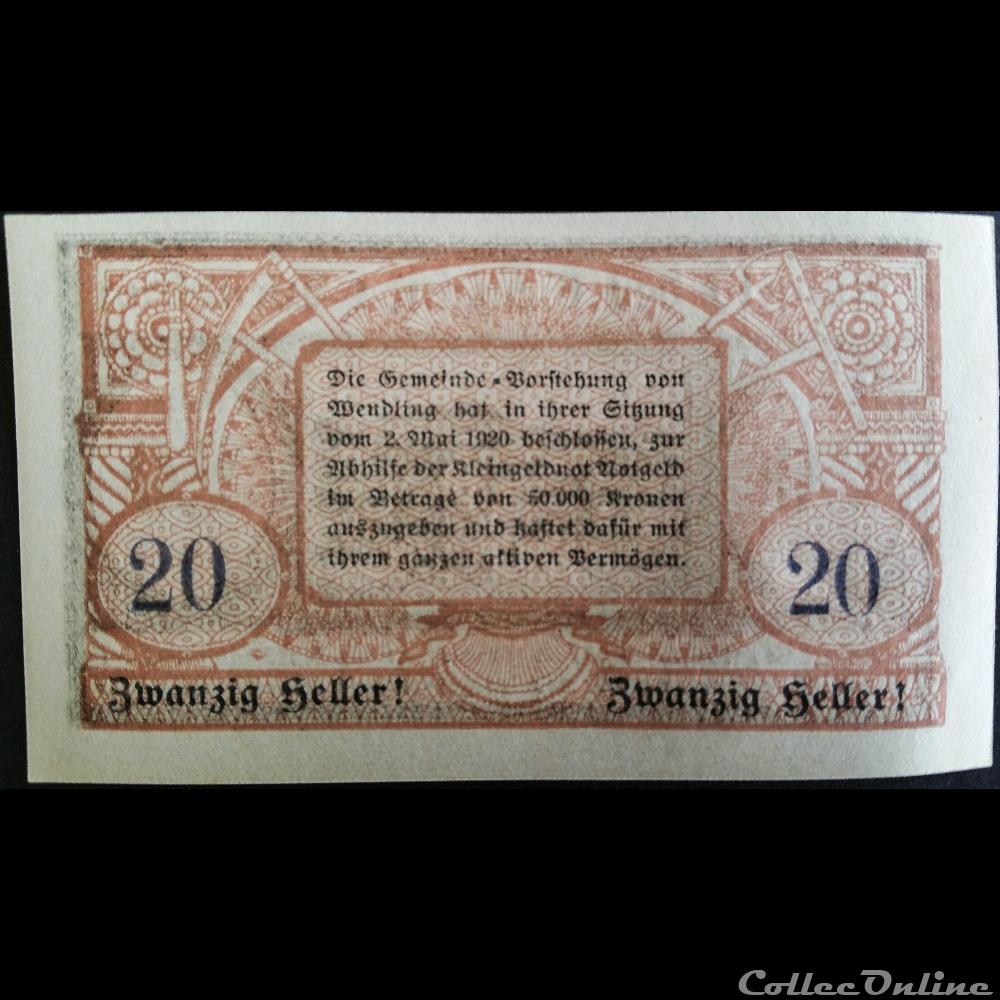 Die Gemeinde-Vorstehung von
Wendling hat in ihrer Sitzung
vom 2. Mai 1920 beschloßen, zur
Abhilfe der Kleingeldnot Notgeld
im Betrage von 50.000 Kronen
auszugeben und haftet dafür mit
ihrem ganzen aktiven Vermögen.
20 20
Zwanzig Heller! Zwanzig Heller!
CollecOnline